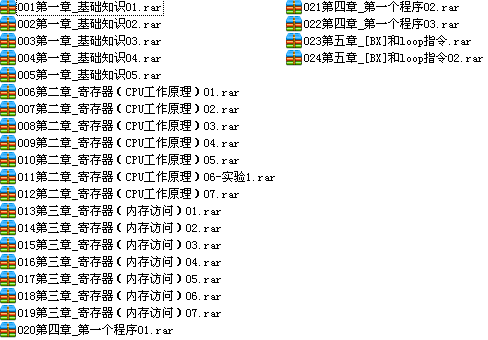 001第一章_基础知识01.rar
002第一章_基础知识02.rar
003第一章_基础知识03.rar
004第一章_基础知识04.rar
005第一章_基础知识05.rar
006第二章_寄存器(CPU工作原理)01.rar
007第二章_寄存器(CPU工作原理)02.rar
008第二章_寄存器(CPU工作原理)03.rar
009第二章_寄存器(CPU工作原理)04.rar
010第二章_寄存器(CPU工作原理)05.rar
011第二章_寄存器(CPU工作原理)06-实验1.rar
012第二章_寄存器(CPU工作原理)07.rar
013第三章_寄存器(内存访问)01.rar
014第三章_寄存器(内存访问)02.rar
015第三章_寄存器(内存访问)03.rar
016第三章_寄存器(内存访问)04.rar
017第三章_寄存器(内存访问)05.rar
018第三章_寄存器(内存访问)06.rar
019第三章_寄存器(内存访问)07.rar
020第四章_第一个程序01.rar
021第四章_第一个程序02.rar
022第四章_第一个程序03.rar
023第五章_[BX]和loop指令.rar
024第五章_[BX]和loop指令02.rar